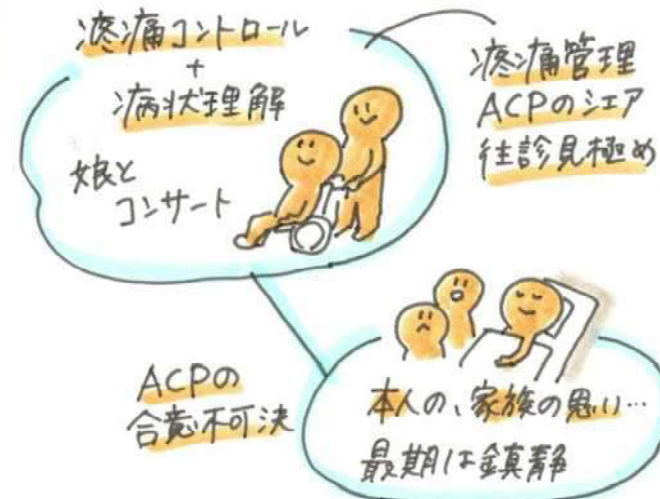 疼痛コントロール
+
病状理解
娘と
コンサート
疼痛管理
ACPのシェア
往診見極め
ACPの
合意不可決
本人の、家族の思い…
最期は鎮静